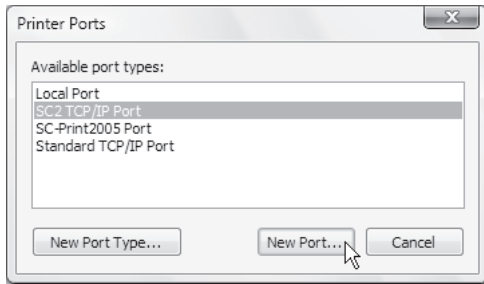 Printer Ports
Available port types:
Local Port
SC2 TCP/IP Port
SC-Print2005 Port
Standard TCP/IP Port
New Port Type...
New Port...
Cancel